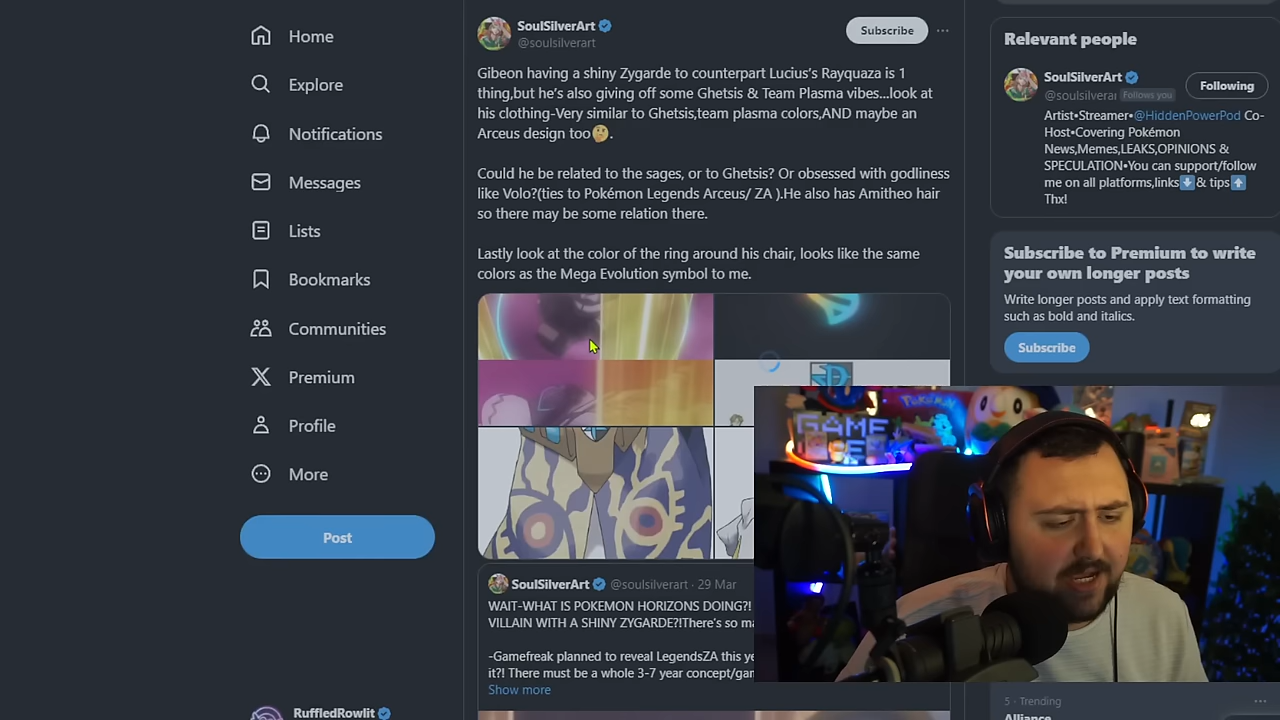 Home
Explore
Notifications
Messages
Lists
Bookmarks
Communities
Premium
Profile
More
Post
RuffledRowlit
SoulSilverArt
@soulsilverart
Subscribe
Gibeon having a shiny Zygarde to counterpart Lucius's Rayquaza is 1
thing,but he's also giving off some Ghetsis & Team Plasma vibes...look at
his clothing-Very similar to Ghetsis,team plasma colors,AND maybe an
Arceus design too🤔.
Could he be related to the sages, or to Ghetsis? Or obsessed with godliness
like Volo?(ties to Pokémon Legends Arceus/ ZA ).He also has Amitheo hair
so there may be some relation there.
Lastly look at the color of the ring around his chair, looks like the same
colors as the Mega Evolution symbol to me.
SoulSilverArt @soulsilverart · 29 Mar
WAIT-WHAT IS POKEMON HORIZONS DOING?!
VILLAIN WITH A SHINY ZYGARDE?!There's so ma
-Gamefreak planned to reveal LegendsZA this ye
it?! There must be a whole 3-7 year concept/gam
Show more
Relevant people
SoulSilverArt
@soulsilverar Follows you
Following
Artist•Streamer•@HiddenPowerPod Co-
Host•Covering Pokémon
News,Memes,LEAKS,OPINIONS &
SPECULATION•You can support/follow
me on all platforms,links⬇️& tips⬆️
Thx!
Subscribe to Premium to write
your own longer posts
Write longer posts and apply text formatting
such as bold and italics.
Subscribe
POKÉMON
GAME
5 · Trending
Alliance